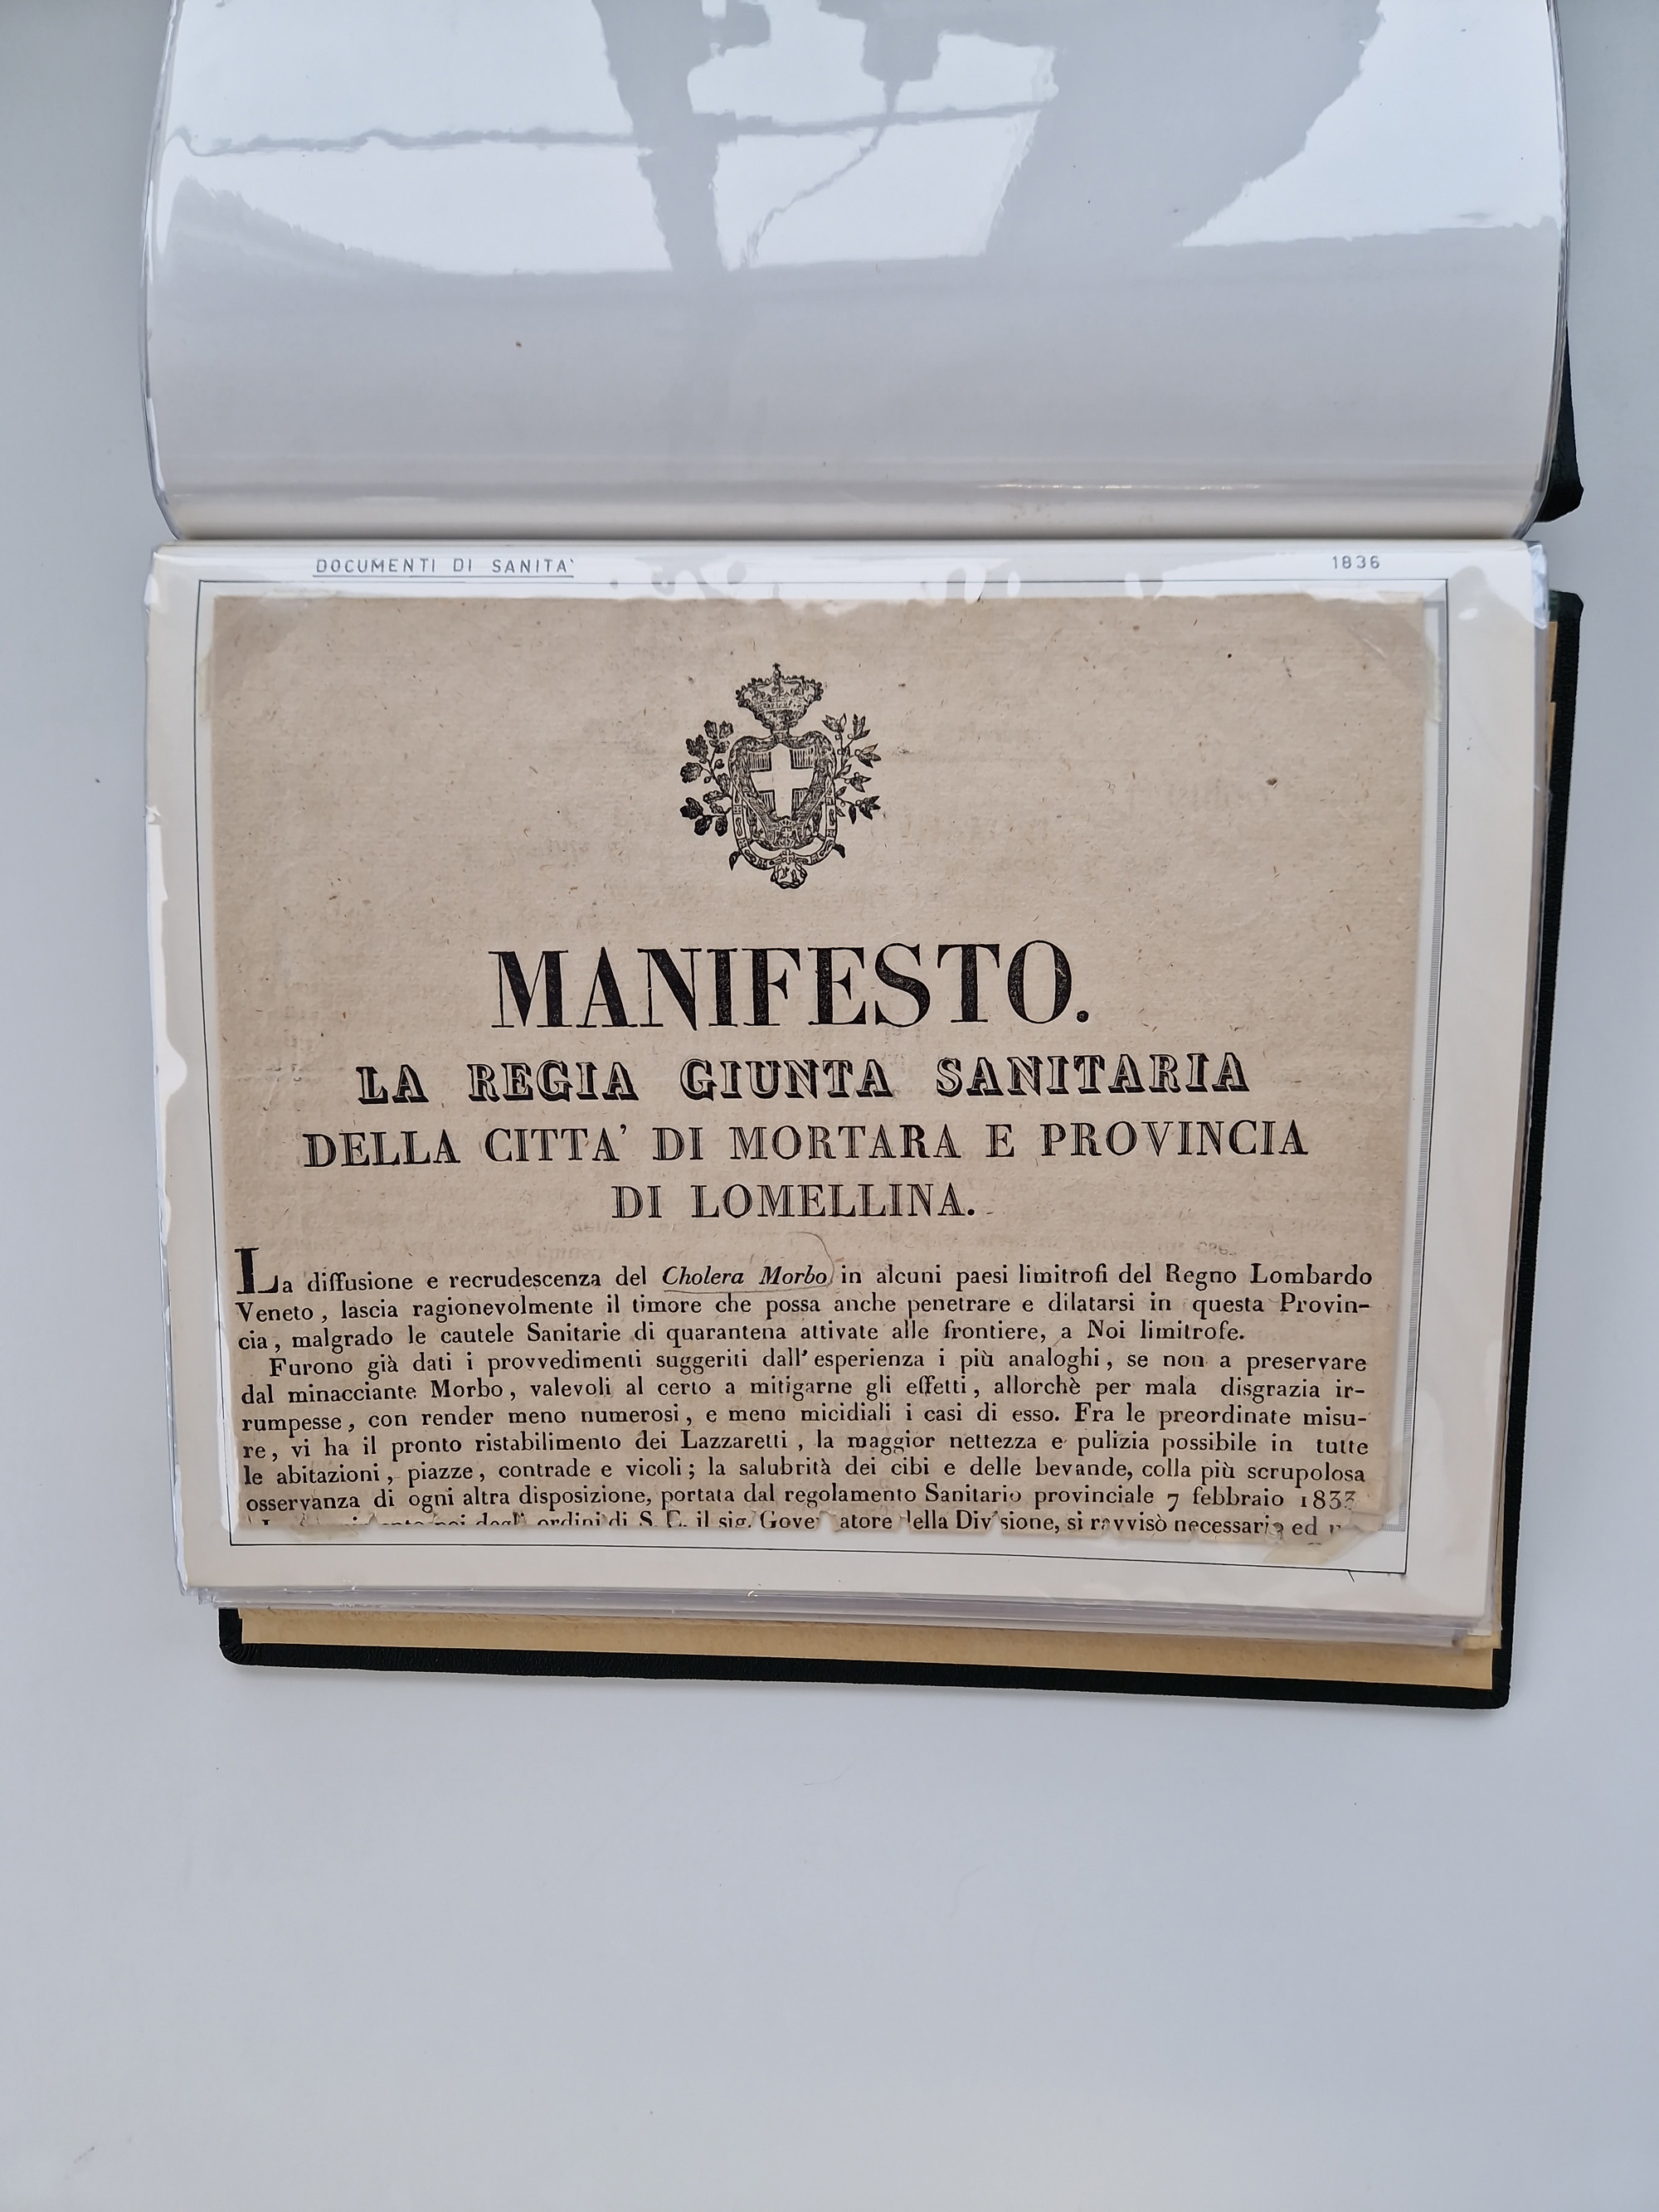 DOCUMENTI DI SANITA'
1836
MANIFESTO.
LA REGIA GIUNTA SANITARIA
DELLA CITTA' DI MORTARA E PROVINCIA
DI LOMELLINA.
La diffusione e recrudescenza del Cholera Morbo in alcuni paesi limitrofi del Regno Lombardo
Veneto, lascia ragionevolmente il timore che possa anche penetrare e dilatarsi in questa Provin-
cia, malgrado le cautele Sanitarie di quarantena attivate alle frontiere, a Noi limitrofe.
Furono già dati i provvedimenti suggeriti dall'esperienza i più analoghi, se non a preservare
dal minacciante Morbo, valevoli al certo a mitigarne gli effetti, allorchè per mala disgrazia ir-
rumpesse, con render meno numerosi, e meno micidiali i casi di esso. Fra le preordinate misu-
re, vi ha il pronto ristabilimento dei Lazzaretti, la maggior nettezza e pulizia possibile in tutte
le abitazioni, piazze, contrade e vicoli; la salubrità dei cibi e delle bevande, colla più scrupolosa
osservanza di ogni altra disposizione, portata dal regolamento Sanitario provinciale 7 febbraio
poi degli ordini di S. E. il sig. Governatore della Divisione, si ravvisò necessario ed